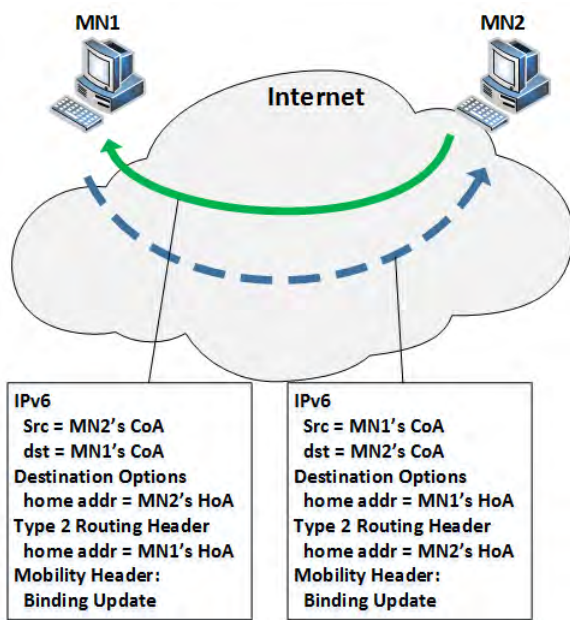 MN1
MN2
Internet
IPv6
Src = MN2's CoA
dst = MN1's CoA
Destination Options
home addr = MN2's HoA
Type 2 Routing Header
home addr = MN1's HoA
Mobility Header:
Binding Update
IPv6
Src = MN1's CoA
dst = MN2's CoA
Destination Options
home addr = MN1's HoA
Type 2 Routing Header
home addr = MN2's HoA
Mobility Header:
Binding Update